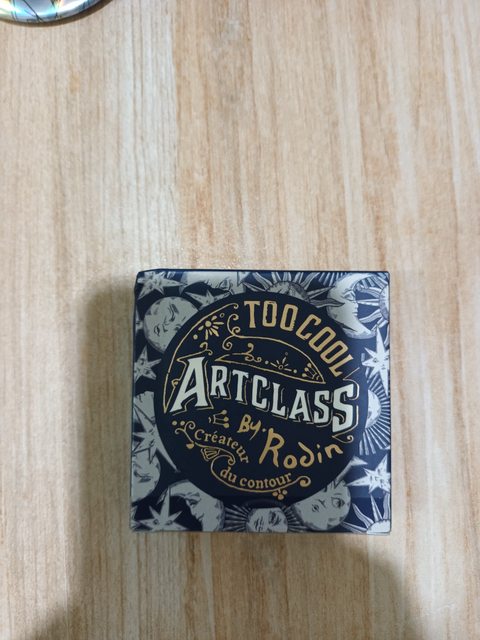 TOOCOOL
ARTCLASS
By. Rodin
Créateur
du contour